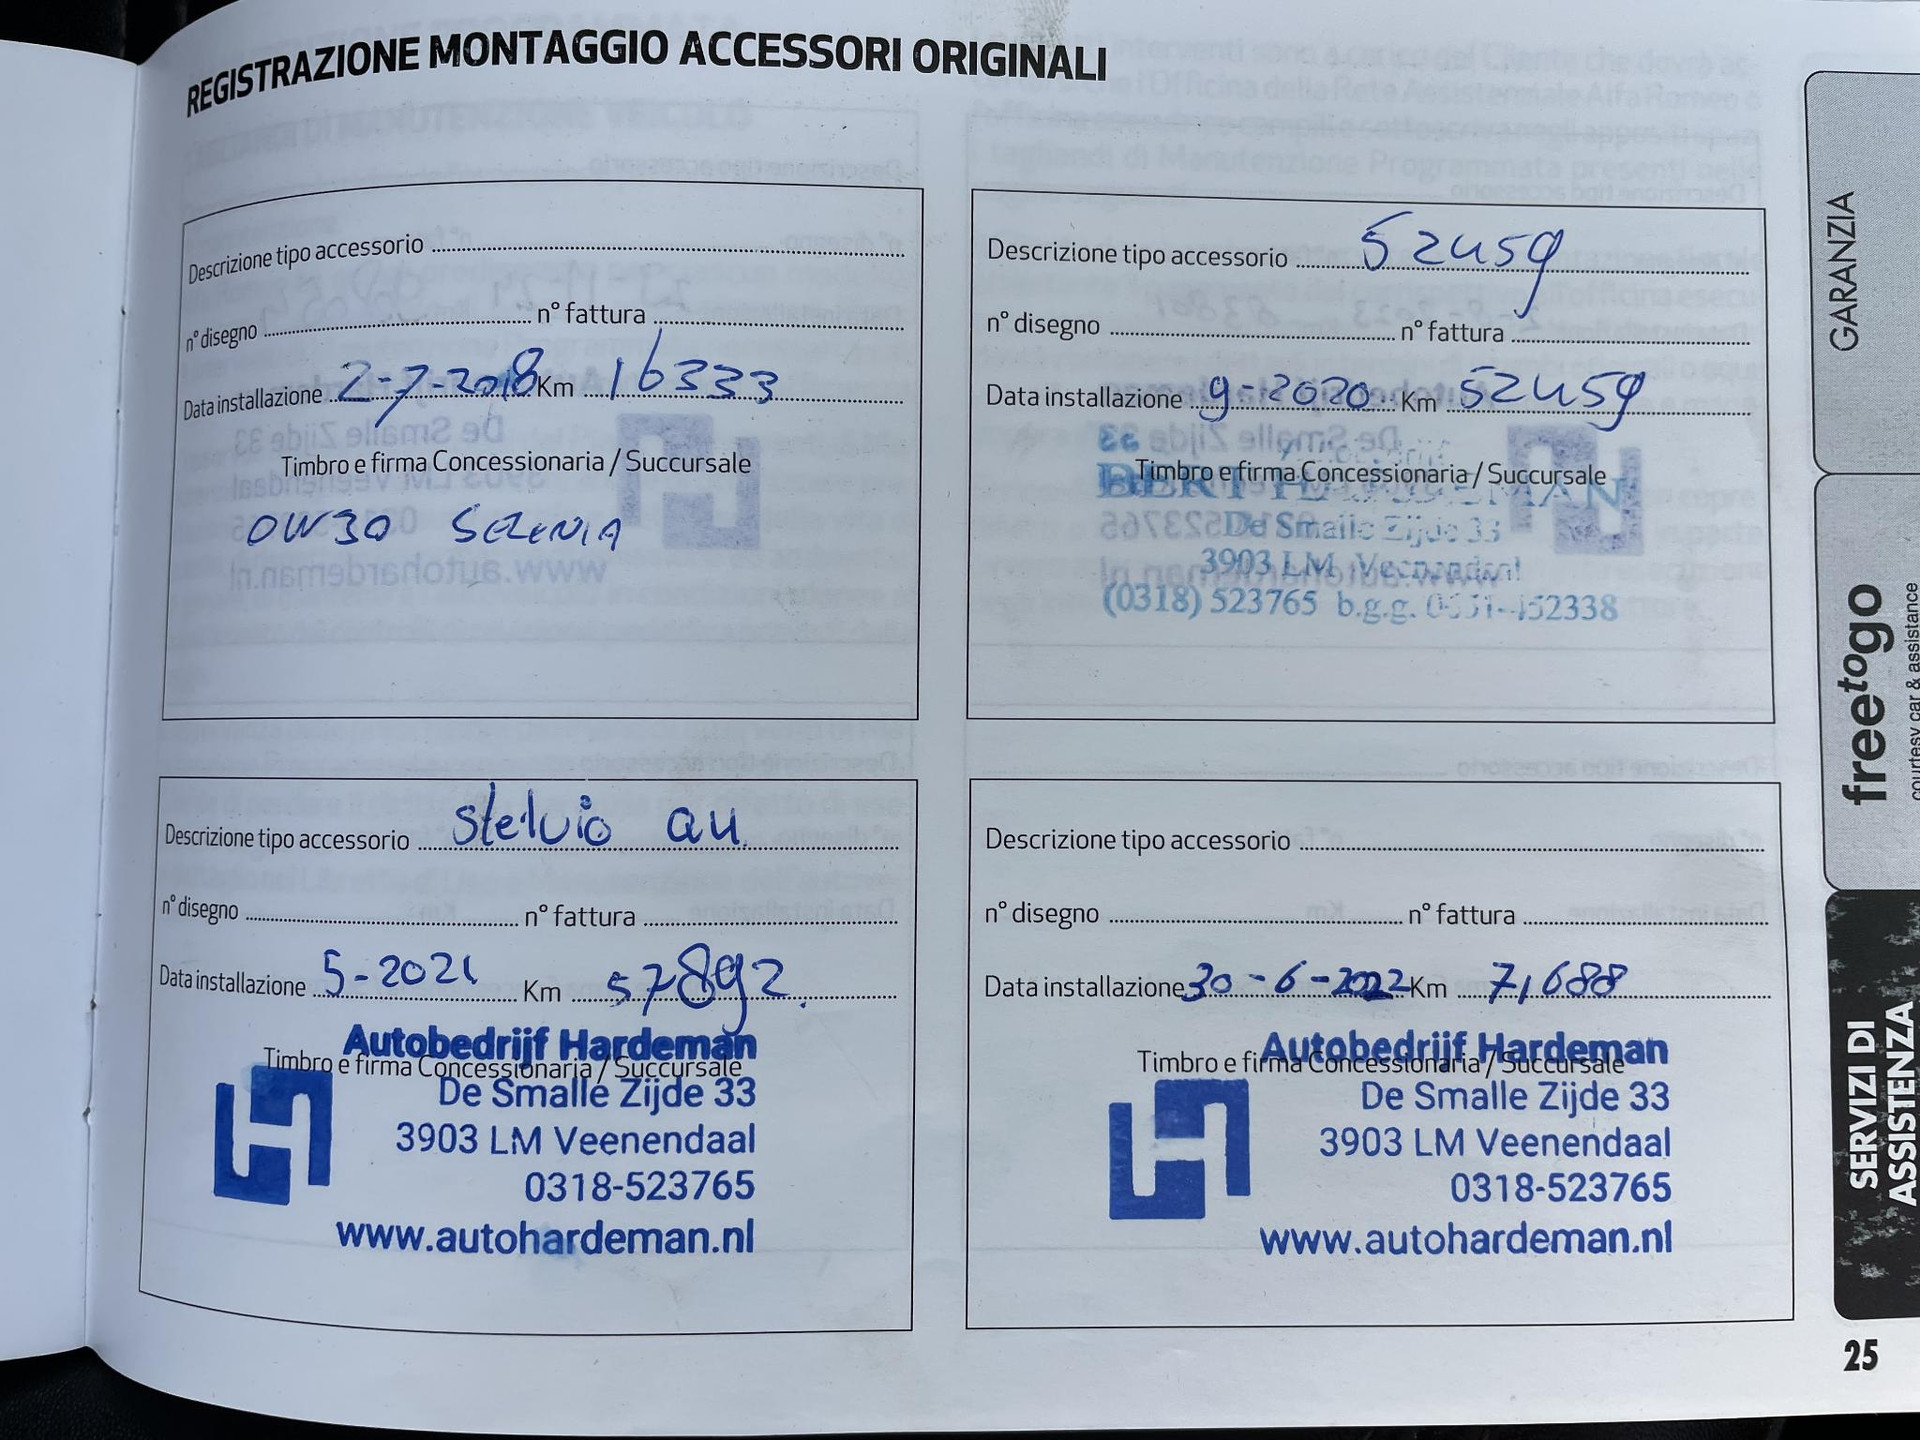 REGISTRAZIONE MONTAGGIO ACCESSORI ORIGINALI
Descrizione tipo accessorio
n° disegno n° fattura
Data installazione 2-7-2018 Km 16333
Timbro e firma Concessionaria / Succursale
0W30 SELENIA
Descrizione tipo accessorio 52459
n° disegno n° fattura
Data installazione 9-2020 Km 52459
Timbro e firma Concessionaria / Succursale
BERT HARDEMAN
De Smalle Zijde 33
3903 LM Veenendaal
(0318) 523765 b.g.g.
Descrizione tipo accessorio Stelvio
n° disegno n° fattura
Data installazione 5-2021 Km 57892.
Autobedrijf Hardeman
Timbro e firma Concessionaria / Succursale
De Smalle Zijde 33
3903 LM Veenendaal
0318-523765
www.autohardeman.nl
Descrizione tipo accessorio
n° disegno n° fattura
Data installazione 30-6-2022 Km 71688
Autobedrijf Hardeman
Timbro e firma Concessionaria / Succursale
De Smalle Zijde 33
3903 LM Veenendaal
0318-523765
www.autohardeman.nl
GARANZIA
freetogo
courtesy car & assistance
SERVIZI DI
ASSISTENZA
25